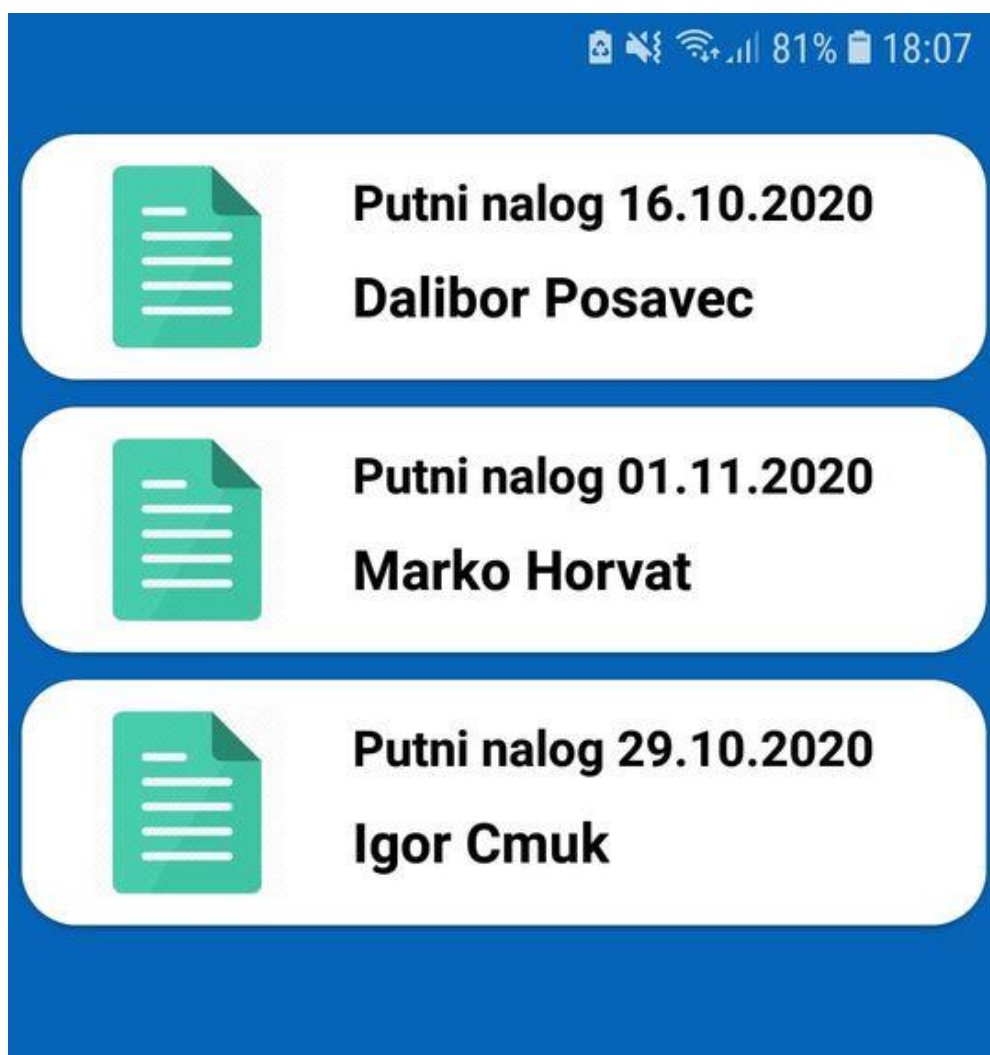 81% 18:07
Putni nalog 16.10.2020
Dalibor Posavec
Putni nalog 01.11.2020
Marko Horvat
Putni nalog 29.10.2020
Igor Cmuk